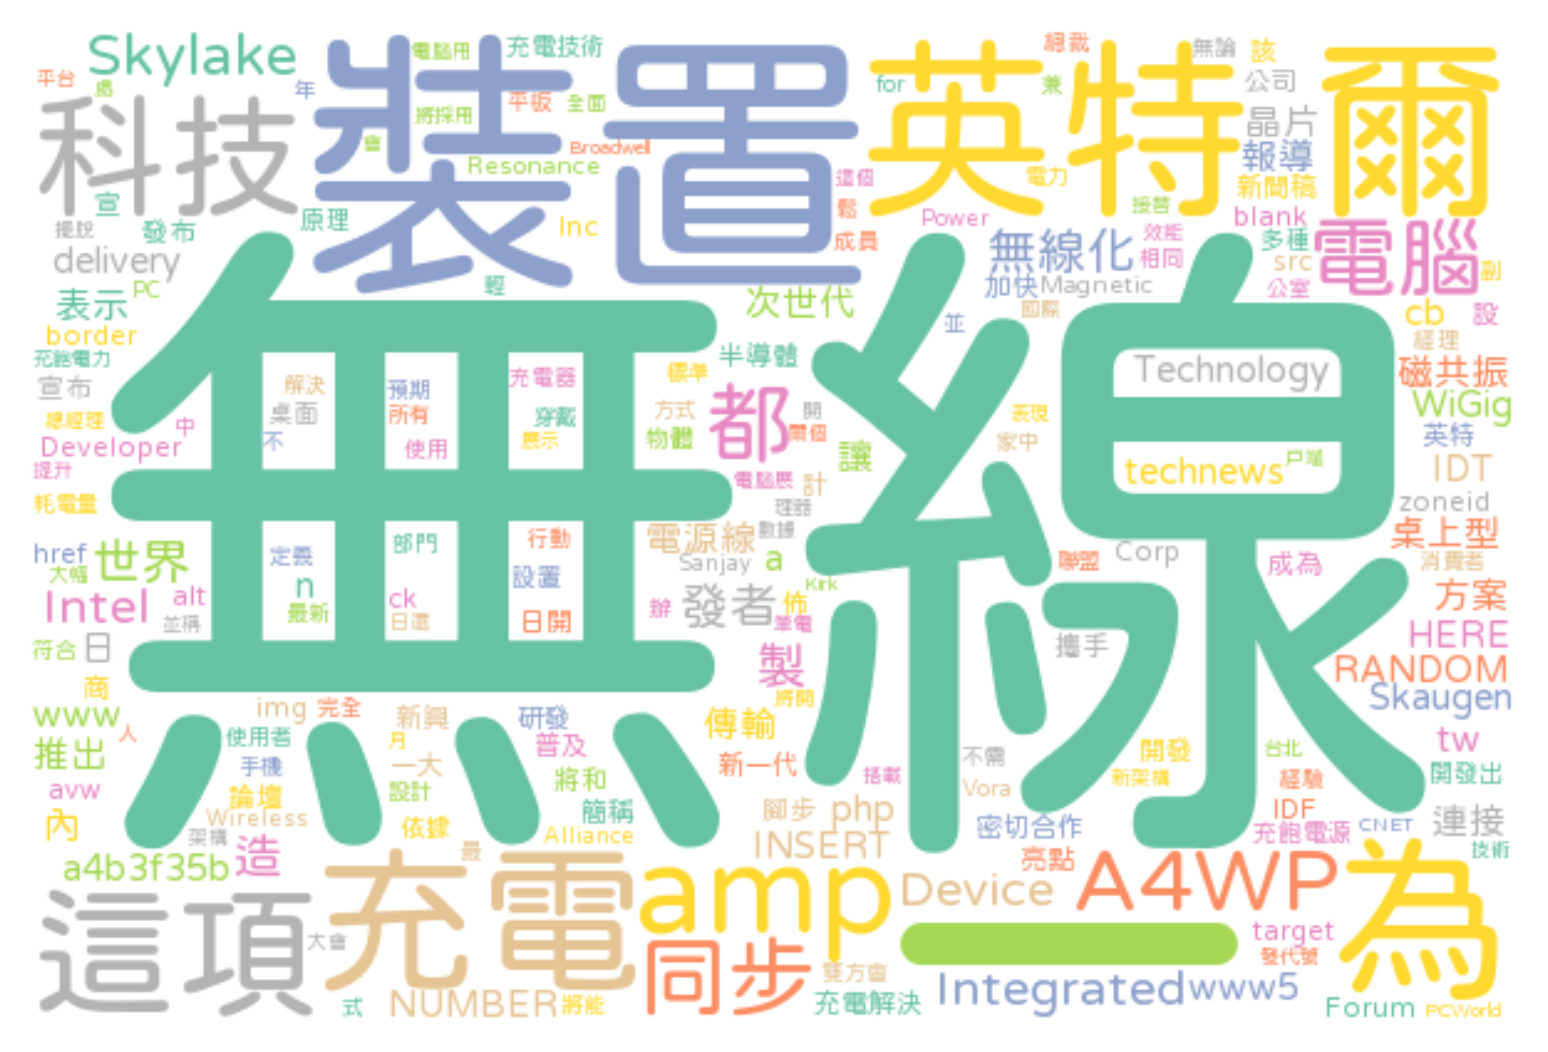 Skylake
電腦用
充電技術
總裁
無論
該
平台
處
年
裝置
英特爾
科技
將採用
平板
全面
for
兼
公司
會
Broadwell
Resonance
晶片
報導
這個
電力
新聞稿
宣
原理
Inc
鬆
Power
接替
blank
擺脫
發布
成員
無線化
效能
多種
電腦
delivery
相同
src
副
輕
加快
Magnetic
公室
PC
表示
次世代
國際
cb
設
border
並
經理
無線
充飽電力
半導體
Technology
磁共振
宣布
解決
預期
充電器
標準
WiGig
桌面
所有
穿戴
方式
開
表現
總經理
中
不
使用
展示
物體
都
爾個
家中
英特
Developer
讓
technews
戶端
IDT
提升
電腦展
計
耗電量
理器
zoneid
電源線
數據
桌上型
href
世界
定義
部門
行動
Sanjay
a
Corp
聯盟
成為
消費者
大幅
n
設置
Kirk
Intel
alt
最新
ck
日還
日開
辦
發者
佈
筆電
方案
並稱
HERE
符合
日
製
攜手
RANDOM
商
將開
Skaugen
www
人
img
完全
新興
研發
傳輸
推出
使用者
月
普及
不需
開發
台北
tw
手機
一大
將和
新一代
搭載
新架構
經驗
開發出
avw
論壇
設計
簡稱
腳步
php
Vora
IDF
內
Wireless
依據
Alliance
密切合作
充飽電源
CNET
連接
架構
INSERT
技術
a4b3f35b
造
最
亮點
這項
充電
amp
Device
A4WP
為
大會
同步
target
發代號
雙方會
式
NUMBER
將能
充電解決
Integrated
www5
Forum
PCWorld